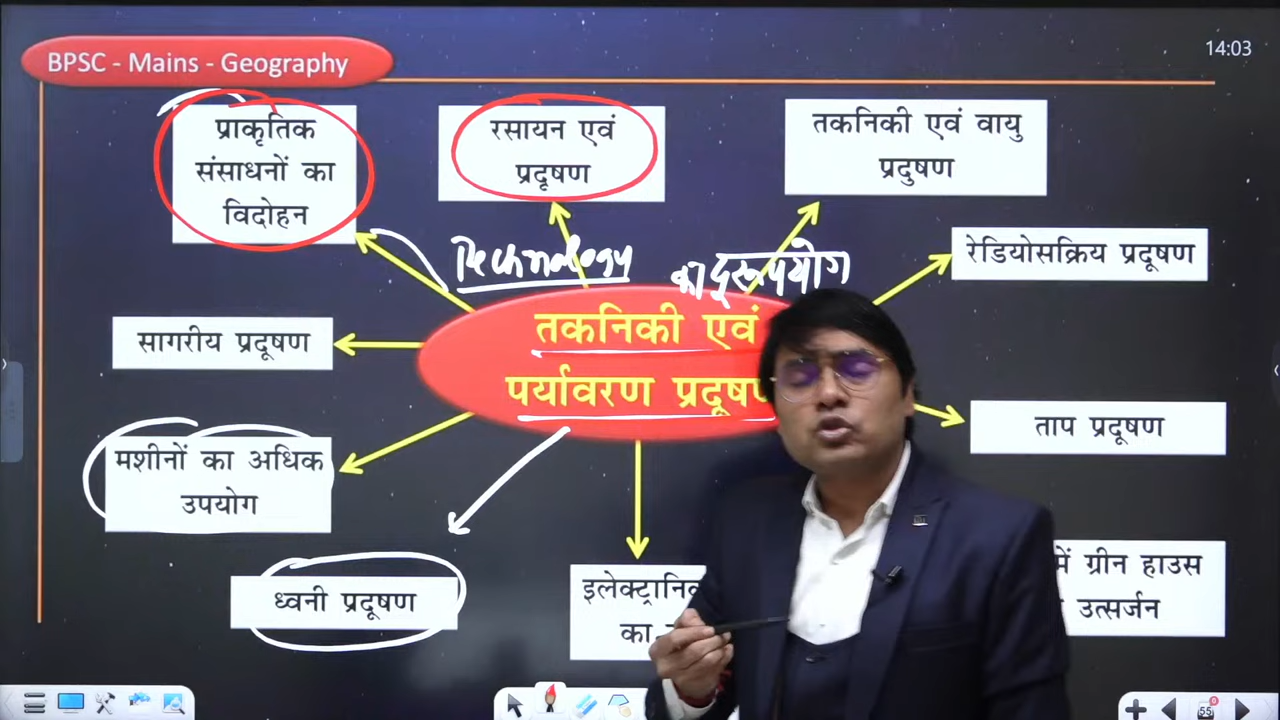 BPSC - Mains - Geography
14:03
प्राकृतिक
संसाधनों का
विदोहन
रसायन एवं
प्रदृषण
तकनिकी एवं वायु
प्रदुषण
Technology
का दुरूपयोग
रेडियोसक्रिय प्रदूषण
सागरीय प्रदूषण
तकनिकी एवं
पर्यावरण
ताप प्रदूषण
मशीनों का अधिक
उपयोग
ध्वनी प्रदूषण
का
में ग्रीन हाउस
उत्सर्जन
55